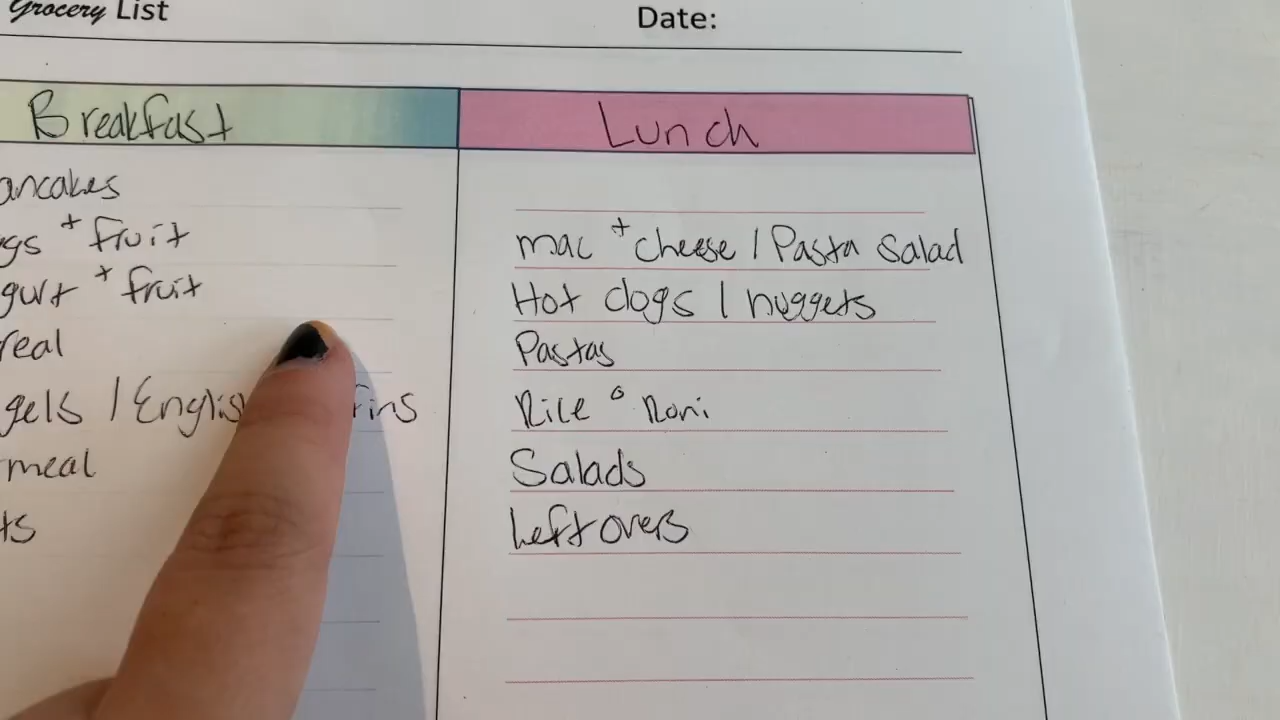 Grocery List Date:
Breakfast
ancakes
gs + fruit
gurt + fruit
real
gels / Englis fins
meal
ts
Lunch
mac + cheese / Pasta Salad
Hot dogs / nuggets
Pastas
Rice o Roni
Salads
Leftovers